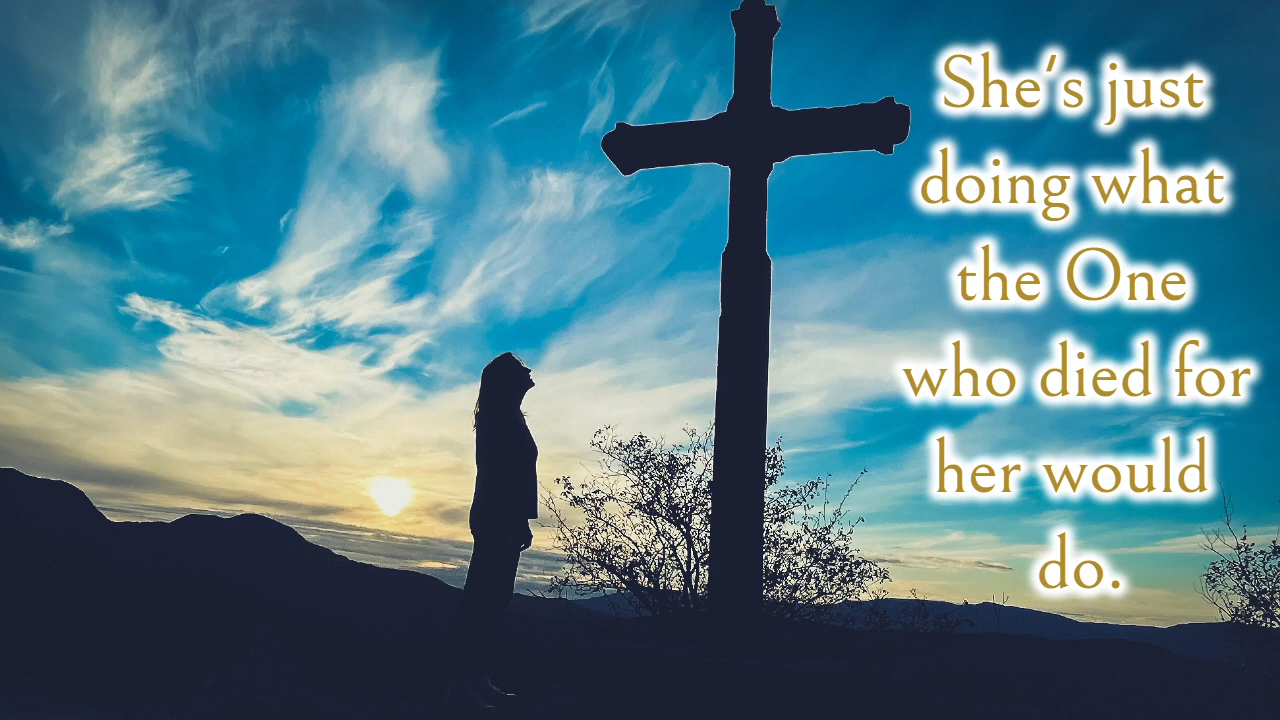 She's just
doing what
the One
who died for
her would
do.